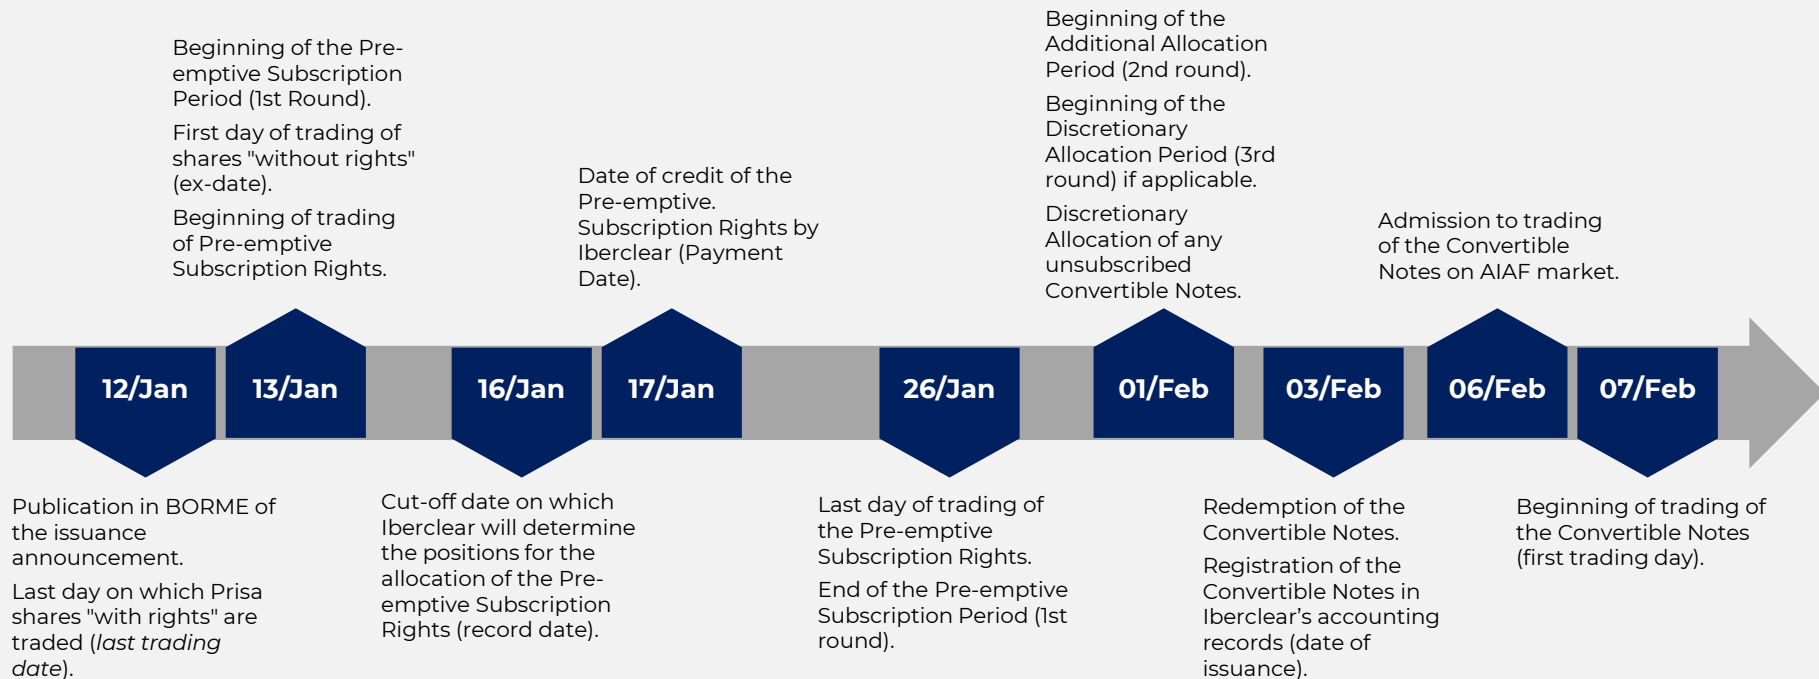 Beginning of the Pre-
emptive Subscription
Period (1st Round).
First day of trading of
shares "without rights"
(ex-date).
Beginning of trading
of Pre-emptive
Subscription Rights.
Date of credit of the
Pre-emptive.
Subscription Rights by
Iberclear (Payment
Date).
Beginning of the
Additional Allocation
Period (2nd round).
Beginning of the
Discretionary
Allocation Period (3rd
round) if applicable.
Discretionary
Allocation of any
unsubscribed
Convertible Notes.
Admission to trading
of the Convertible
Notes on AIAF market.
12/Jan
13/Jan
16/Jan
17/Jan
26/Jan
01/Feb
03/Feb
06/Feb
07/Feb
Publication in BORME of
the issuance
announcement.
Last day on which Prisa
shares "with rights" are
traded (last trading
date).
Cut-off date on which
Iberclear will determine
the positions for the
allocation of the Pre-
emptive Subscription
Rights (record date).
Last day of trading of
the Pre-emptive
Subscription Rights.
End of the Pre-emptive
Subscription Period (1st
round).
Redemption of the
Convertible Notes.
Registration of the
Convertible Notes in
Iberclear’s accounting
records (date of
issuance).
Beginning of trading of
the Convertible Notes
(first trading day).